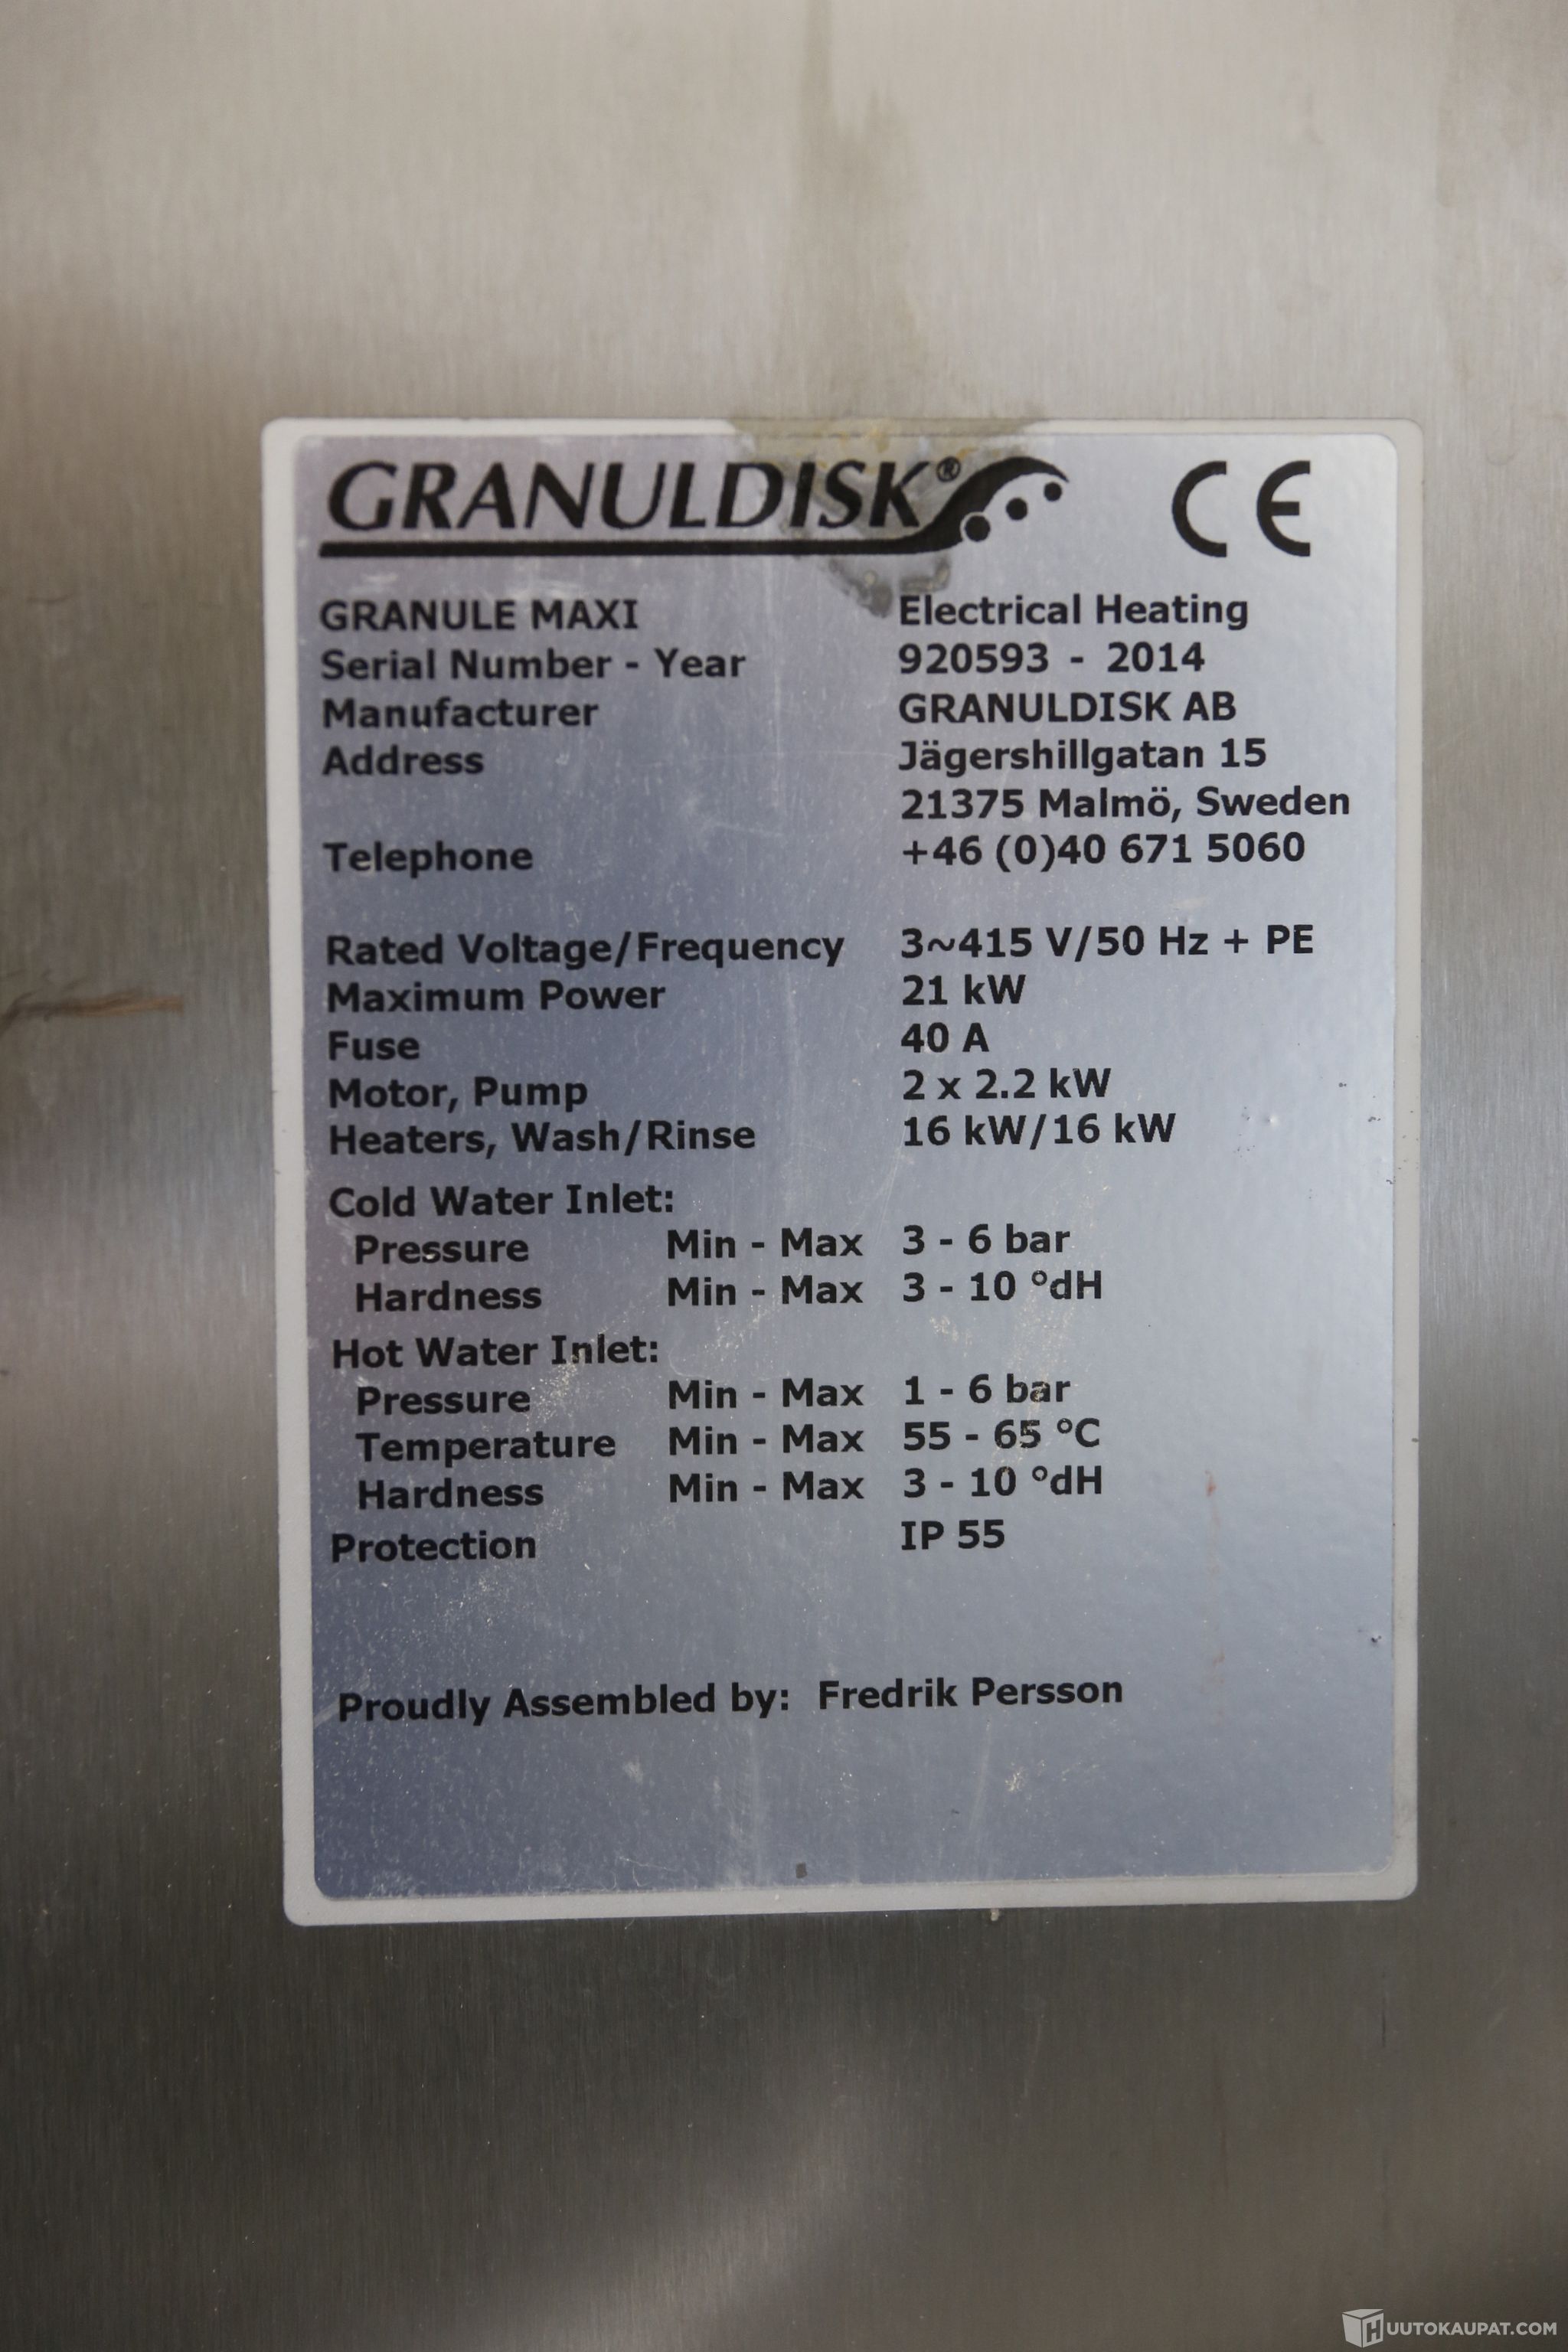 GRANULDISK® CE
GRANULE MAXI Electrical Heating
Serial Number - Year 920593 - 2014
Manufacturer GRANULDISK AB
Address Jägershillgatan 15
21375 Malmö, Sweden
Telephone +46 (0)40 671 5060
Rated Voltage/Frequency 3~415 V/50 Hz + PE
Maximum Power 21 kW
Fuse 40 A
Motor, Pump 2 x 2.2 kW
Heaters, Wash/Rinse 16 kW/16 kW
Cold Water Inlet:
Pressure Min - Max 3 - 6 bar
Hardness Min - Max 3 - 10 °dH
Hot Water Inlet:
Pressure Min - Max 1 - 6 bar
Temperature Min - Max 55 - 65 °C
Hardness Min - Max 3 - 10 °dH
Protection IP 55
Proudly Assembled by: Fredrik Persson
HUUTOKAUPAT.COM